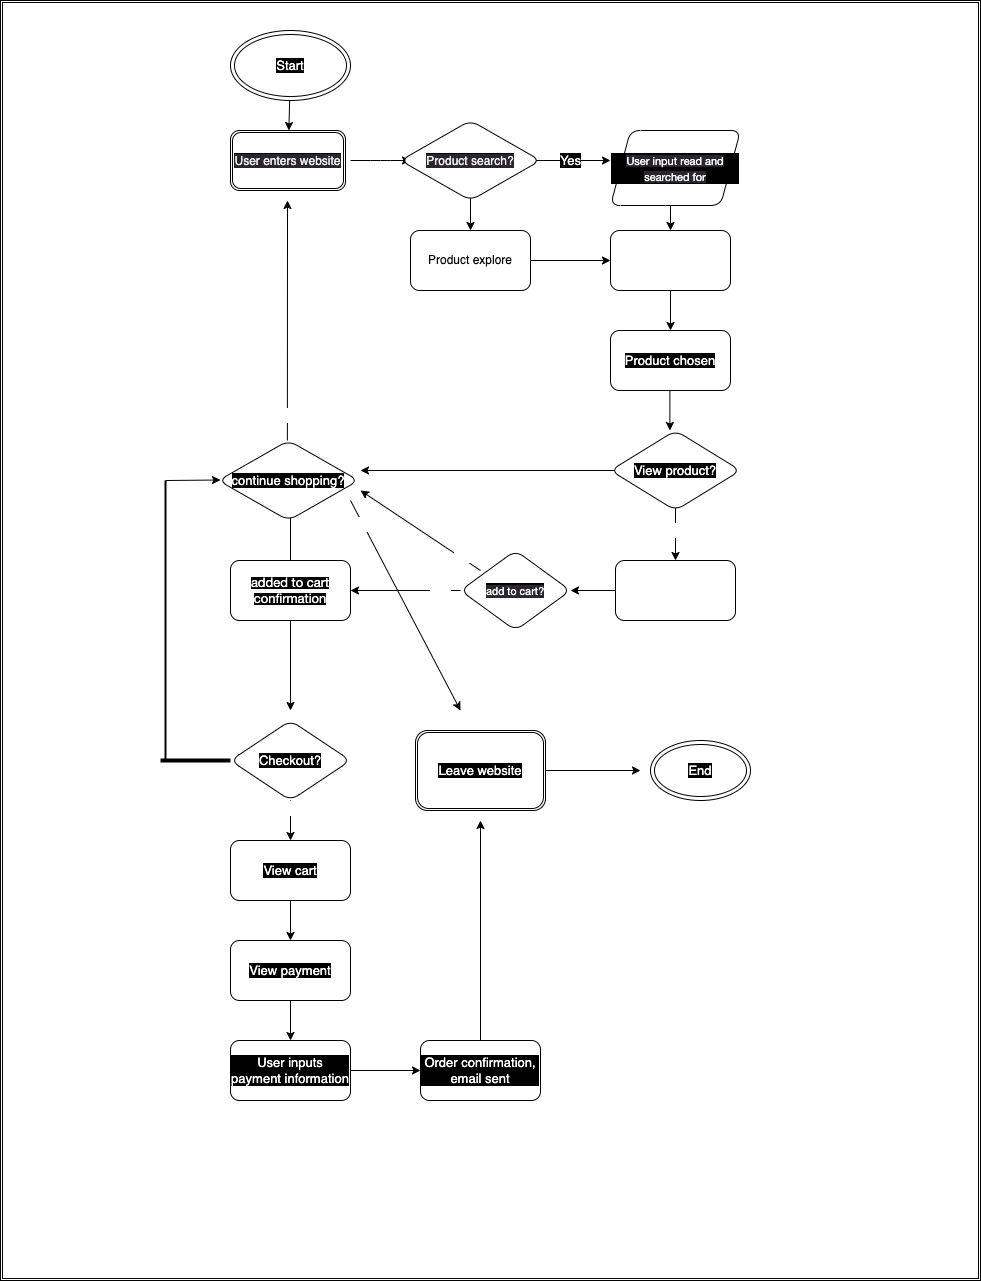 Start
User enters website
Product search?
Yes
User input read and
searched for
Product explore
Product chosen
continue shopping?
View product?
added to cart
confirmation
add to cart?
Checkout?
Leave website
End
View cart
View payment
User inputs
payment information
Order confirmation,
email sent